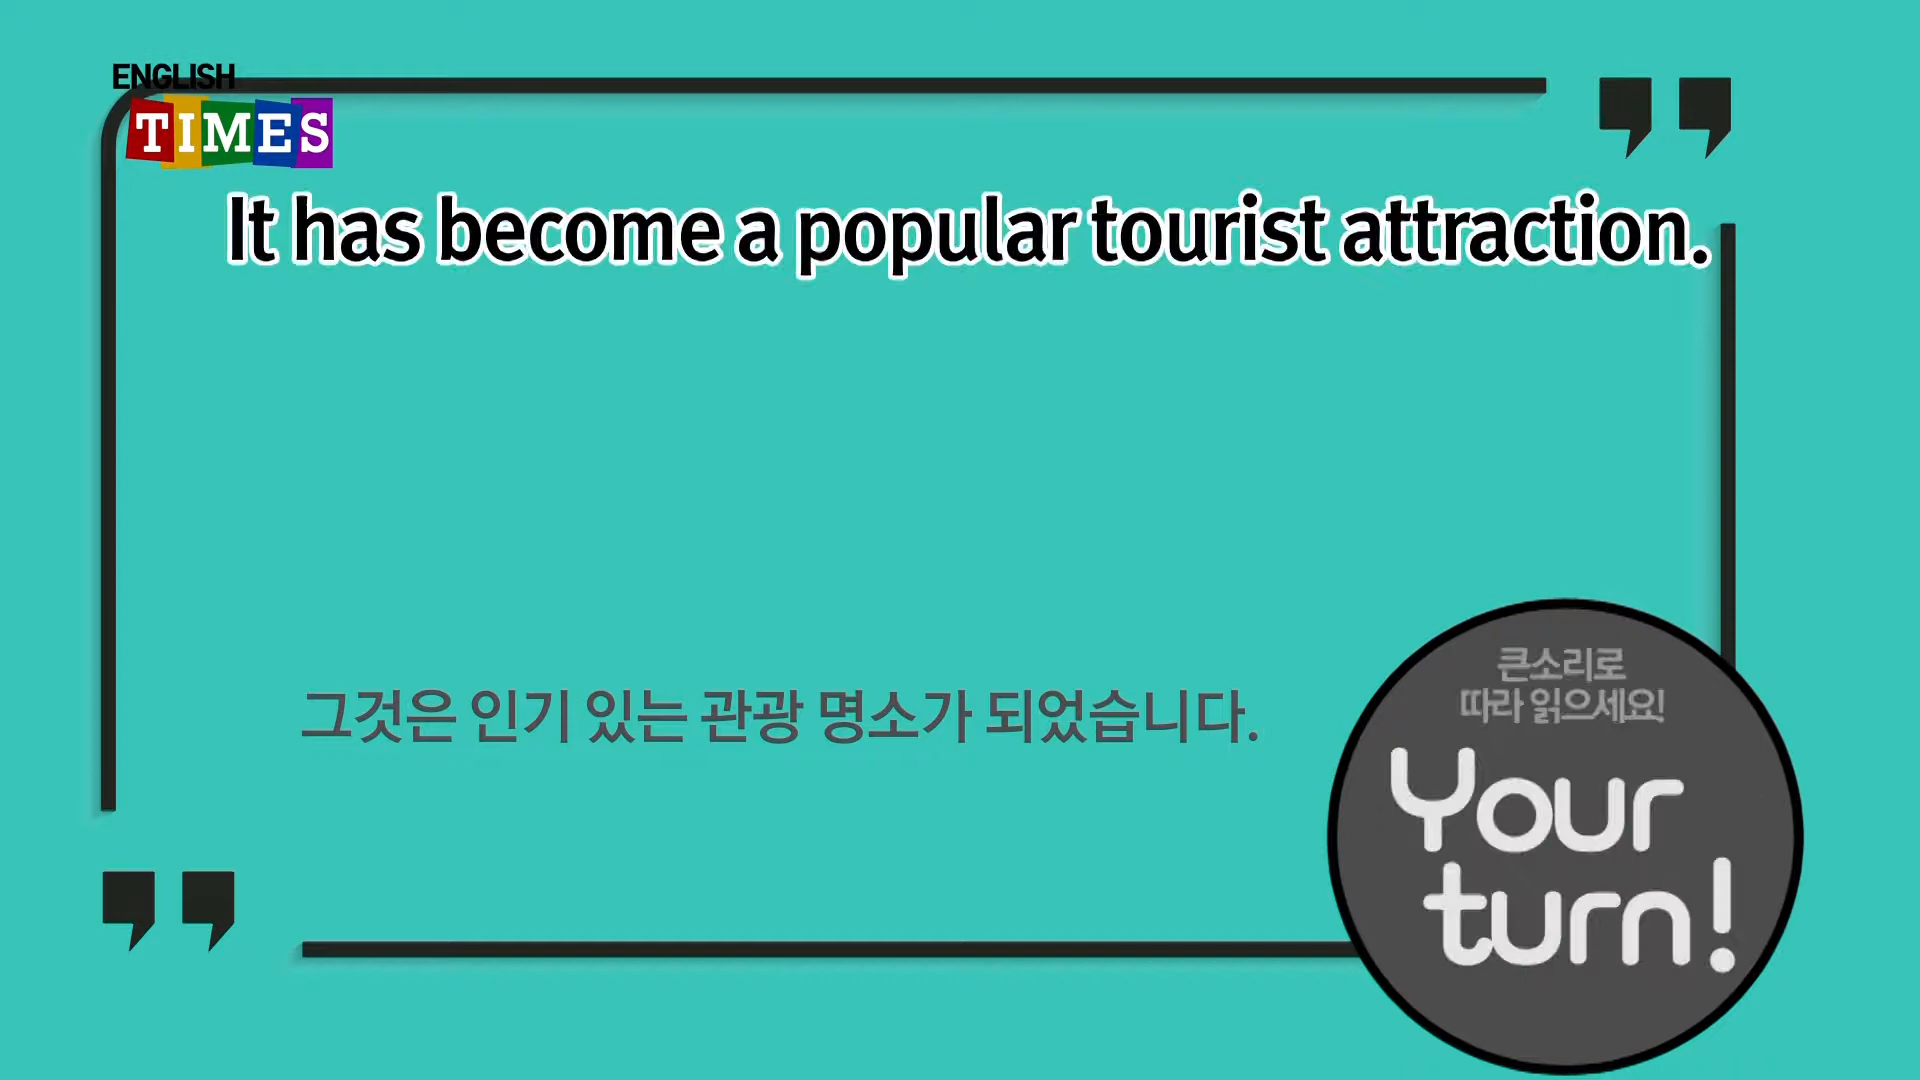 ENGLISH
TIMES
It has become a popular tourist attraction.
그것은 인기 있는 관광 명소가 되었습니다.
큰소리로
따라 읽으세요!
Your
turn!